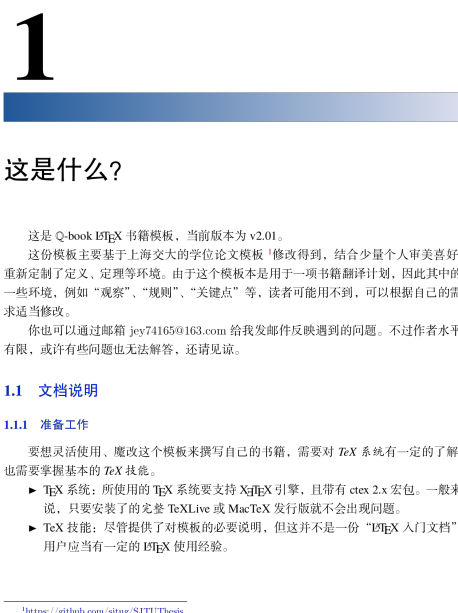 1
这是什么?
这是 Q-book LATEX 书籍模板，当前版本为 v2.01。
这份模板主要基于上海交大的学位论文模板 1修改得到，结合少量个人审美喜好
重新定制了定义、定理等环境。由于这个模板本是用于一项书籍翻译计划，因此其中的
一些环境，例如“观察”、“规则”、“关键点”等，读者可能用不到，可以根据自己的需
求适当修改。
你也可以通过邮箱 jey74165@163.com 给我发邮件反映遇到的问题。不过作者水平
有限，或许有些问题也无法解答，还请见谅。
1.1 文档说明
1.1.1 准备工作
要想灵活使用、魔改这个模板来撰写自己的书籍，需要对 TeX 系统有一定的了解
也需要掌握基本的 TeX 技能。
► TEX 系统：所使用的 TEX 系统要支持 XƎTEX 引擎，且带有 ctex 2.x 宏包。一般来
说，只要安装了的完整 TeXLive 或 MacTeX 发行版就不会出现问题。
► TeX 技能：尽管提供了对模板的必要说明，但这并不是一份“LATEX 入门文档”
用户应当有一定的 LATEX 使用经验。
1https://github.com/sjtug/SJTUThesis